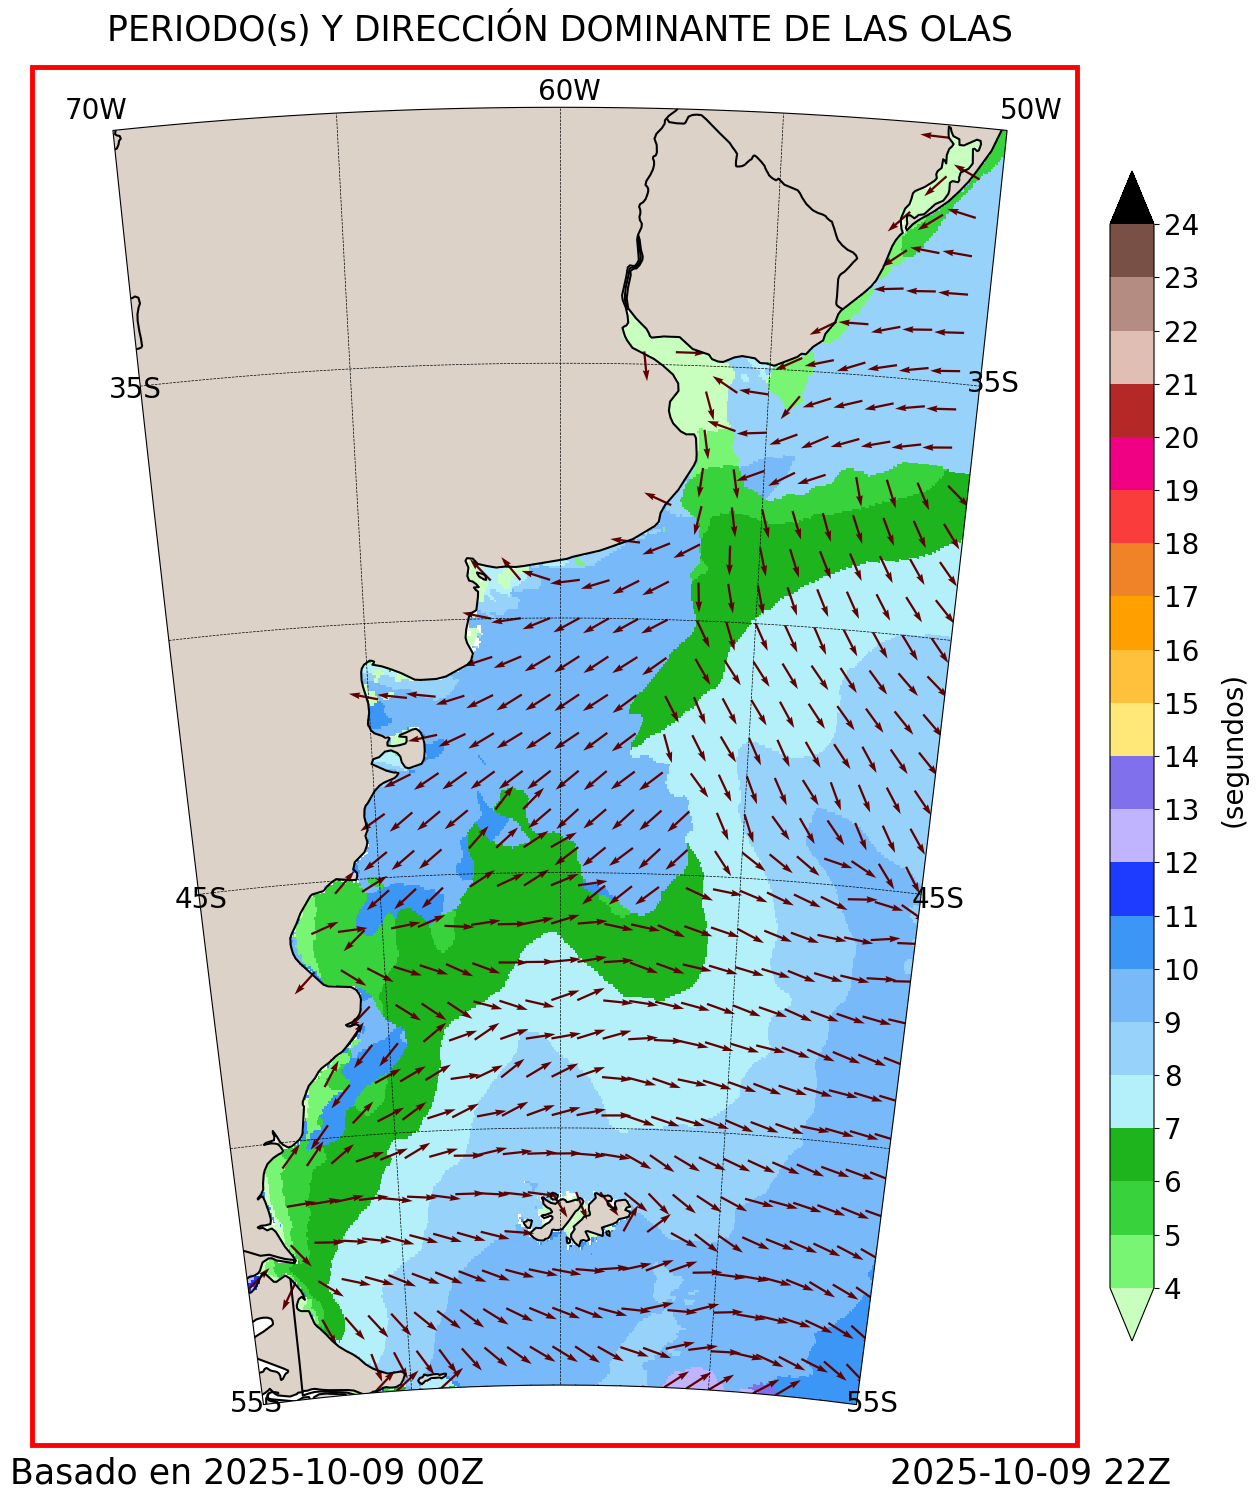 PERIODO(s) Y DIRECCIÓN DOMINANTE DE LAS OLAS
70W
60W
50W
35S
35S
45S
45S
55S
55S
24
23
22
21
20
19
18
17
16
15
14
13
12
11
10
9
8
7
6
5
4
(segundos)
Basado en 2025-10-09 00Z
2025-10-09 22Z